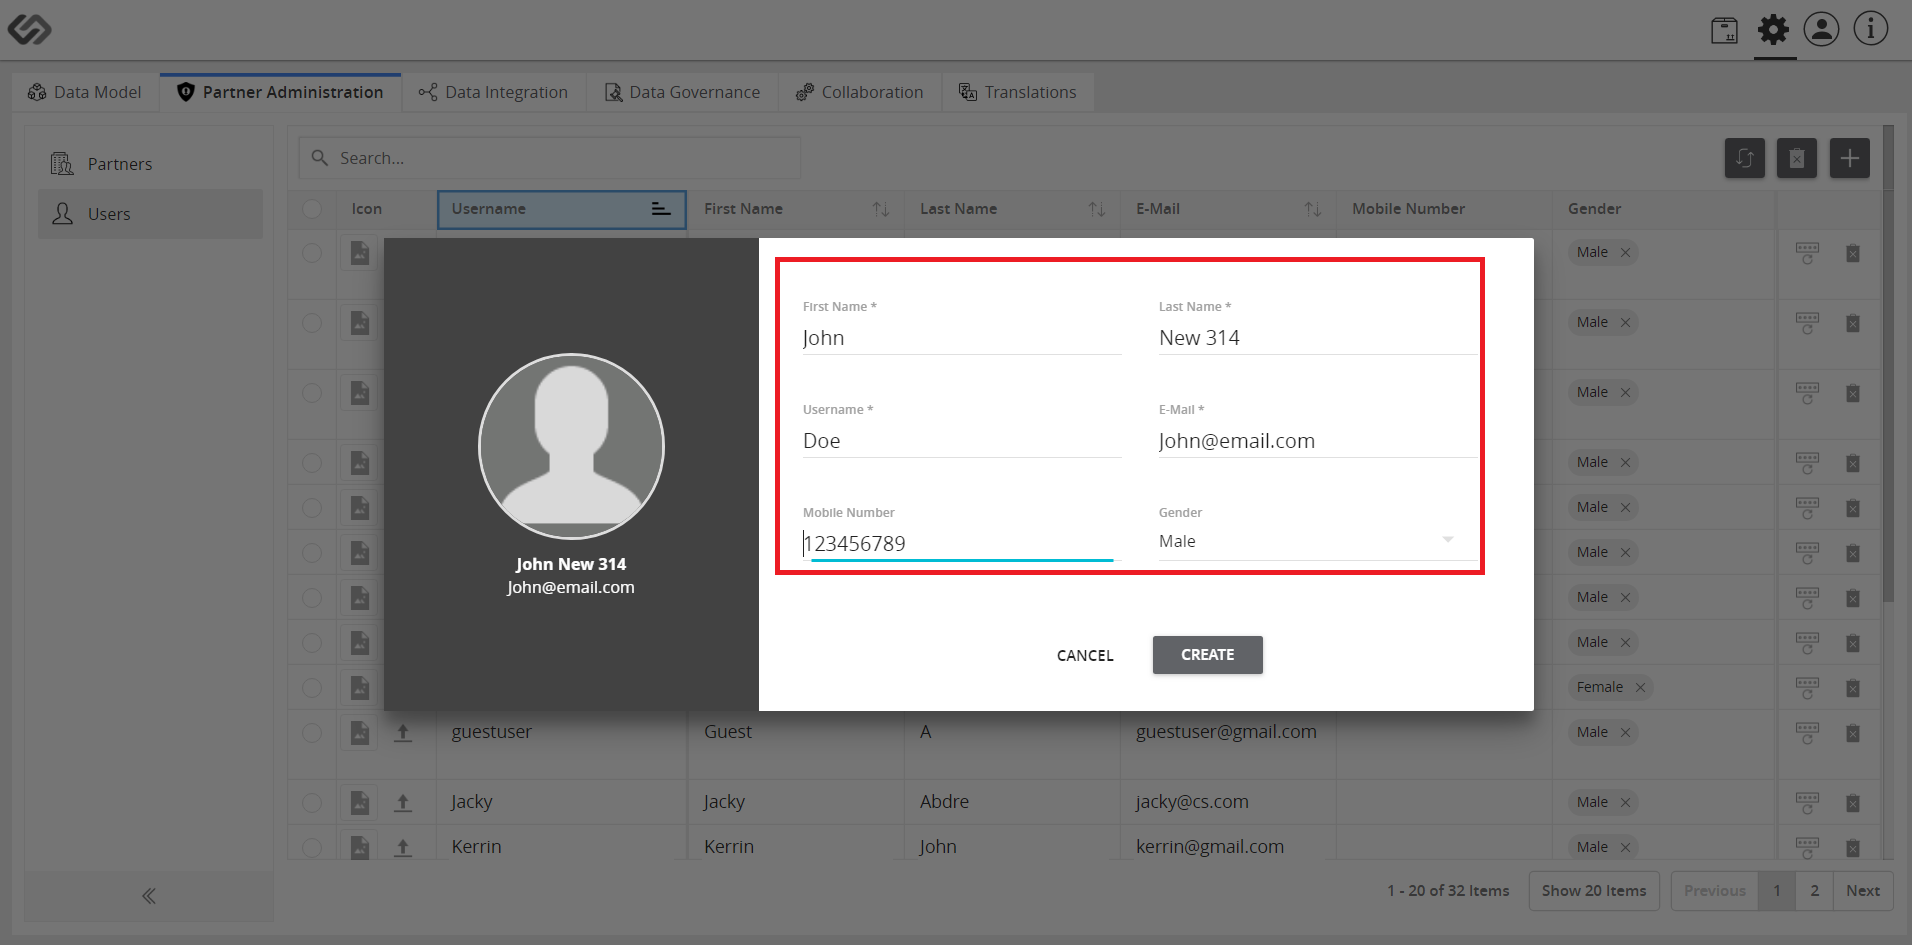 Data Model Partner Administration Data Integration Data Governance Collaboration Translations
Partners
Users
Search...
Icon Username First Name Last Name E-Mail Mobile Number Gender
Male
Male
Male
Male
Male
Male
Male
Male
Female
First Name * Last Name *
John New 314
Username * E-Mail *
Doe John@email.com
Mobile Number Gender
123456789 Male
John New 314
John@email.com
CANCEL CREATE
guestuser Guest A guestuser@gmail.com Male
Jacky Jacky Abdre jacky@cs.com Male
Kerrin Kerrin John kerrin@gmail.com Male
1 - 20 of 32 Items Show 20 Items Previous 1 2 Next